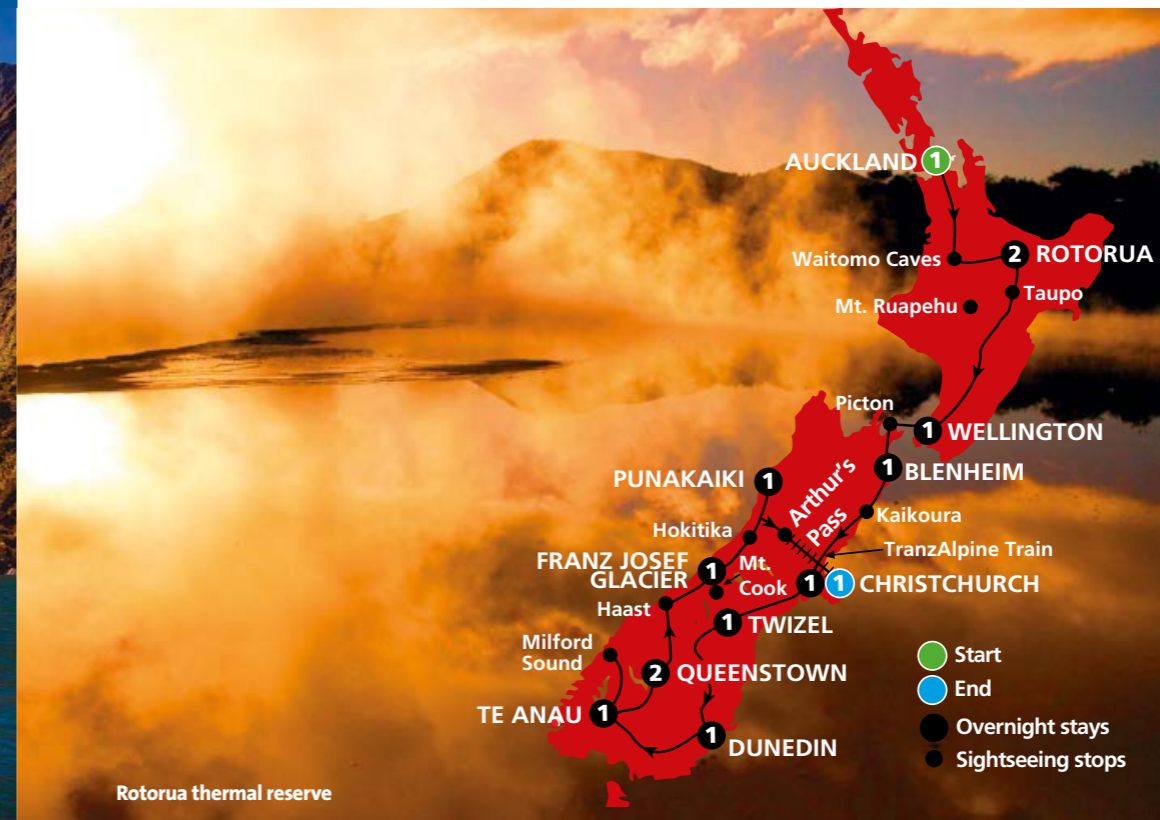 AUCKLAND 1
Waitomo Caves
2 ROTORUA
Mt. Ruapehu
Taupo
Picton
1 WELLINGTON
PUNAKAIKI 1
1 BLENHEIM
Arthur's
Pass
Hokitika
Kaikoura
TranzAlpine Train
FRANZ JOSEF
GLACIER 1
Mt.
Cook
1 1 CHRISTCHURCH
Haast
1 TWIZEL
Milford
Sound
2 QUEENSTOWN
TE ANAU 1
1 DUNEDIN
Start
End
Overnight stays
Sightseeing stops
Rotorua thermal reserve